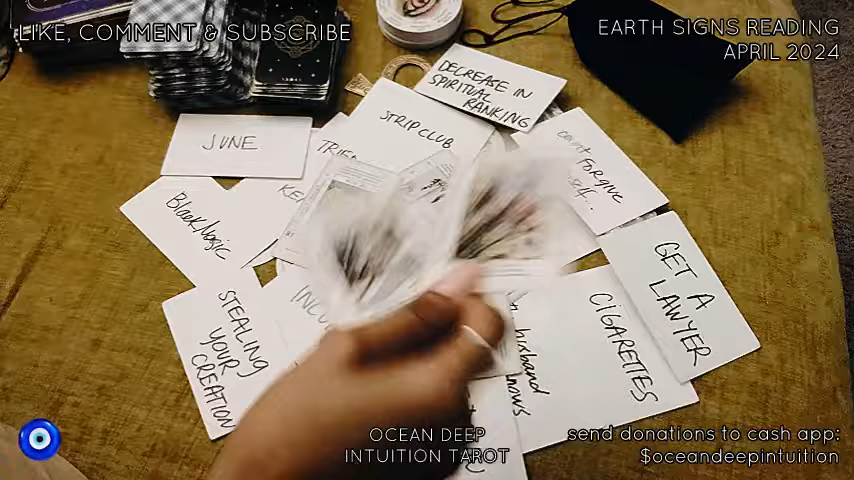 LIKE, COMMENT & SUBSCRIBE
EARTH SIGNS READING
APRIL 2024
DECREASE IN
SPIRITUAL
RANKING
STRIP CLUB
JUNE
FORGIVE
Black Magic
GET A
LAWYER
STEALING
YOUR
CREATION
CIGARETTES
husband
knows
OCEAN DEEP
INTUITION TAROT
send donations to cash app:
$oceandeepintuition